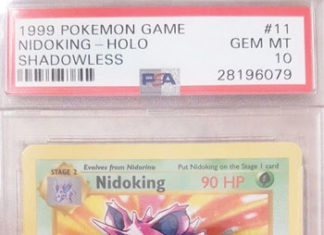 1999 POKEMON GAME #11
NIDOKING - HOLO GEM MT
SHADOWLESS 10
PSA 28196079
STAGE 2 Evolves from Nidorino Put Nidoking on the Stage 1 card
Nidoking 90 HP